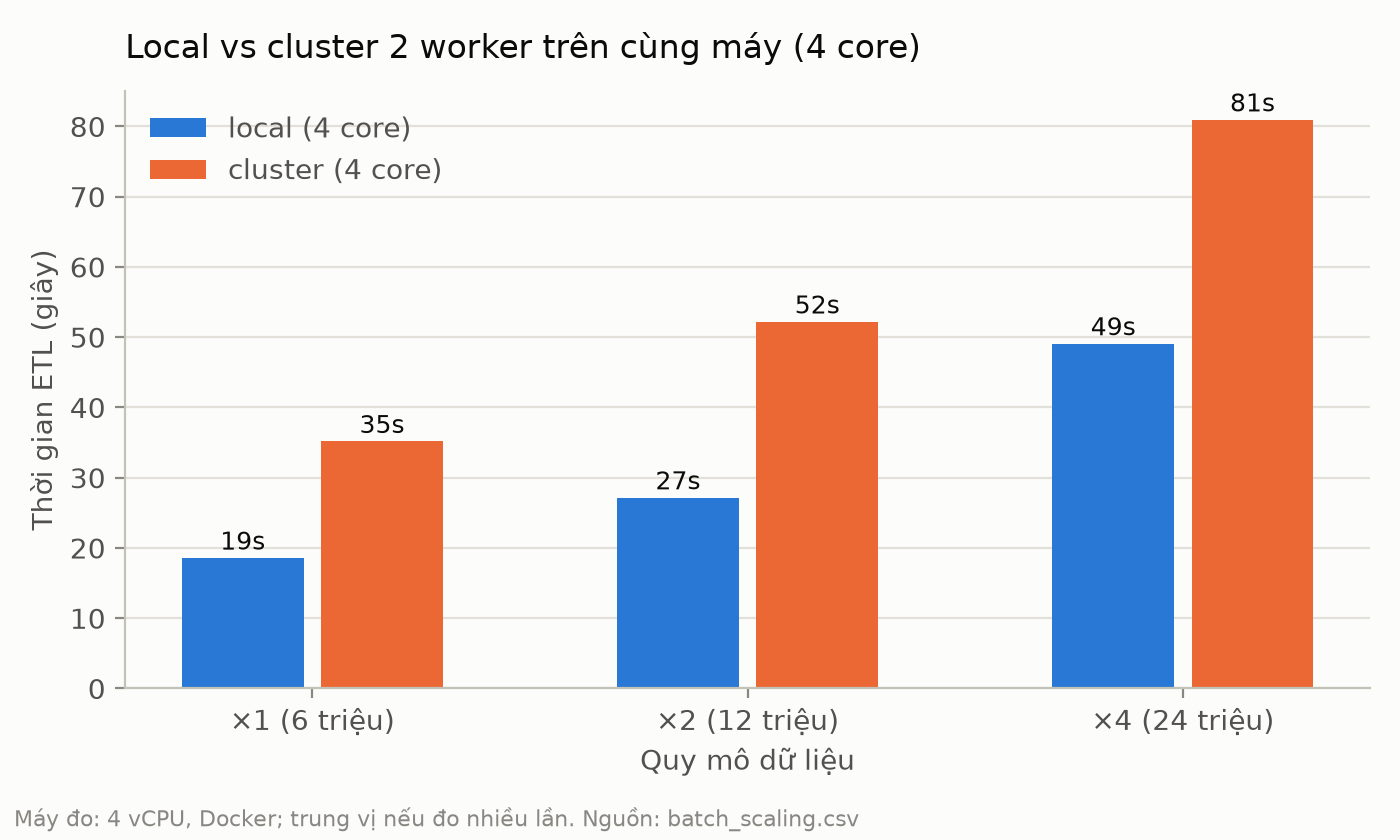 Local vs cluster 2 worker trên cùng máy (4 core)
local (4 core)
cluster (4 core)
Thời gian ETL (giây)
80
70
60
50
40
30
20
10
0
19s
35s
27s
52s
49s
81s
×1 (6 triệu)
×2 (12 triệu)
×4 (24 triệu)
Quy mô dữ liệu
Máy đo: 4 vCPU, Docker; trung vị nếu đo nhiều lần. Nguồn: batch_scaling.csv